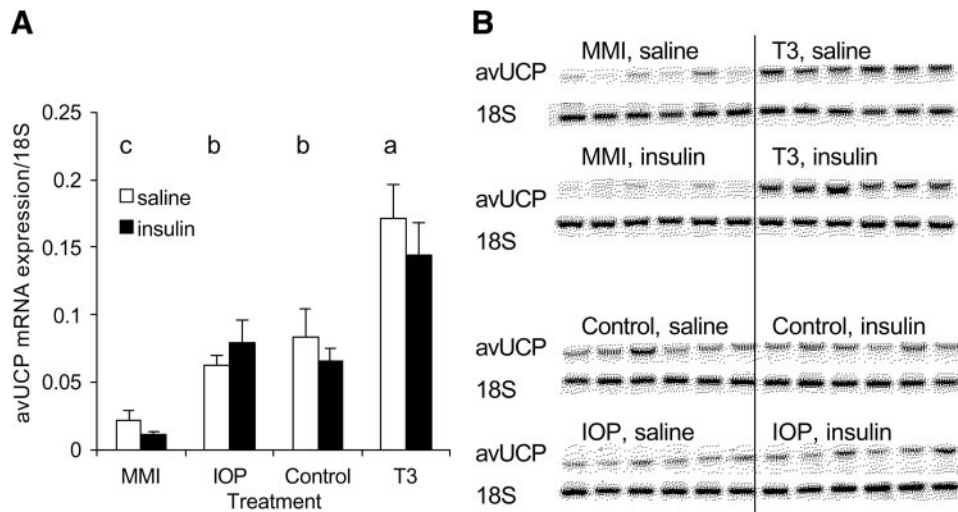 A
avUCP mRNA expression/18S
0.25
0.2
0.15
0.1
0.05
0
c
b
b
a
saline
insulin
MMI
IOP
Control
T3
Treatment
B
MMI, saline
T3, saline
avUCP
18S
MMI, insulin
T3, insulin
avUCP
18S
Control, saline
Control, insulin
avUCP
18S
IOP, saline
IOP, insulin
avUCP
18S